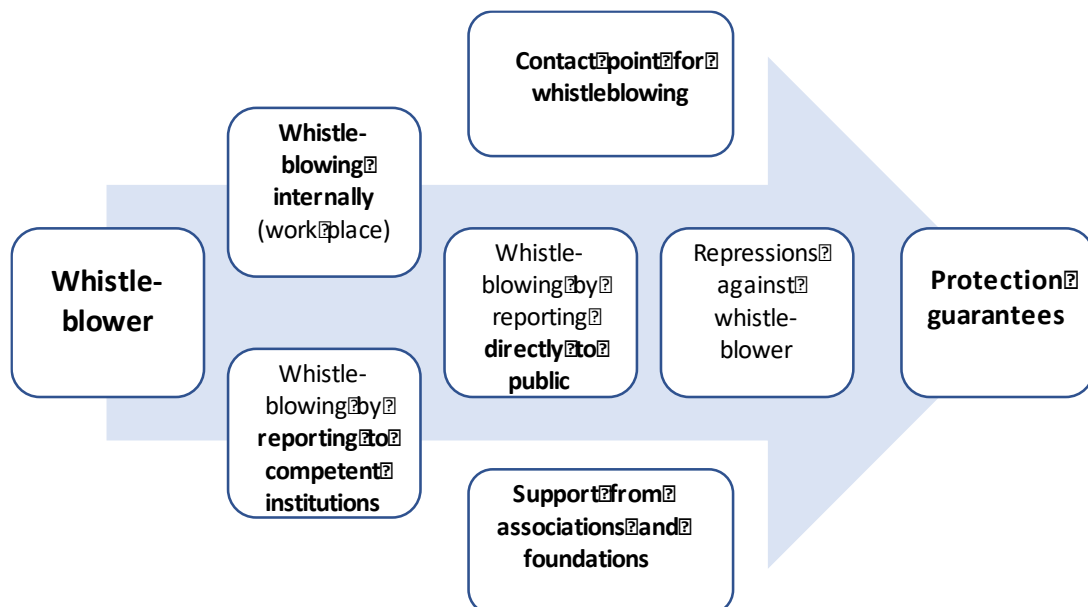 Contact point for
whistleblowing
Whistle-
blowing
internally
(work place)
Whistle-
blower
Whistle-
blowing by
reporting to
competent
institutions
Whistle-
blowing by
reporting
directly to
public
Repressions
against
whistle-
blower
Protection
guarantees
Support from
associations and
foundations